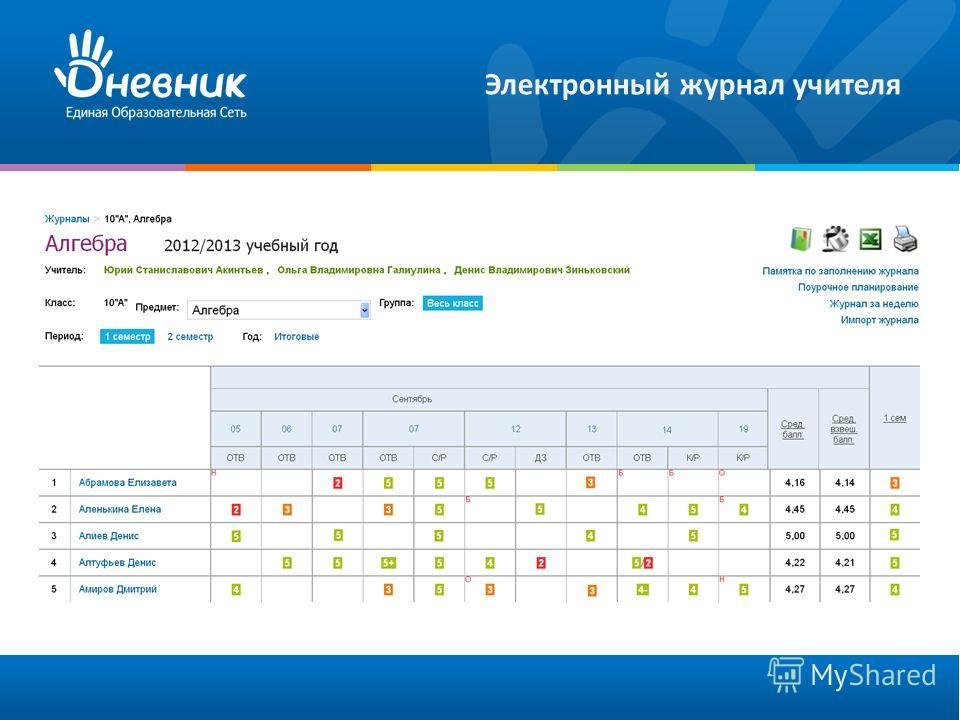 Дневник
Единая Образовательная Сеть
Электронный журнал учителя
Журналы > 10"А", Алгебра
Алгебра 2012/2013 учебный год
Учитель: Юрий Станиславович Акинтьев , Ольга Владимировна Галиулина , Денис Владимирович Зиньковский
Памятка по заполнению журнала
Поурочное планирование
Журнал за неделю
Импорт журнала
Класс: 10"А" Предмет: Алгебра Группа: Весь класс
Период: 1 семестр 2 семестр Год: Итоговые
Сентябрь Сред. балл: Сред. взвеш. балл: 1 сем
05 06 07 07 12 13 14 19
ОТВ ОТВ ОТВ ОТВ С/Р С/Р ДЗ ОТВ ОТВ К/Р К/Р
1 Абрамова Елизавета Н 2 5 5 5 3 Б Б О 4,16 4,14 3
2 Аленькина Елена 2 3 3 5 Б 5 4 5 Б 4 4,45 4,45 4
3 Алиев Денис 5 5 5 4 5 5,00 5,00 5
4 Алтуфьев Денис 5 5 5+ 5 4 2 5/2 4,22 4,21 5
5 Амиров Дмитрий 4 3 5 О 3 3 4- 4 Н 5 4,27 4,27 4
MyShared